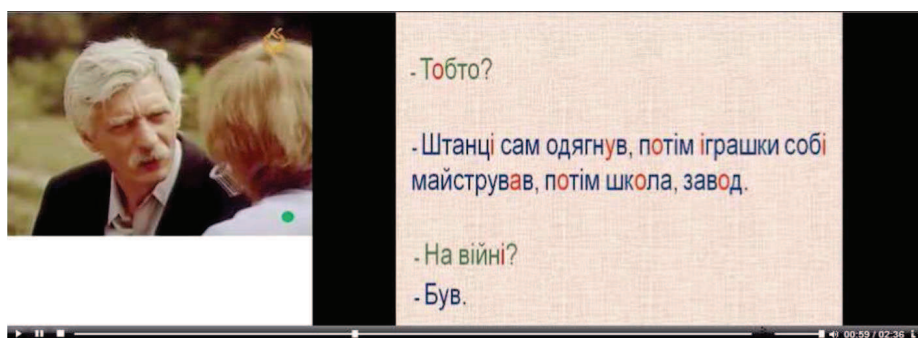 - Тобто?
- Штанці сам одягнув, потім іграшки собі
майстрував, потім школа, завод.
- На війні?
- Був.
00:59 / 02:36